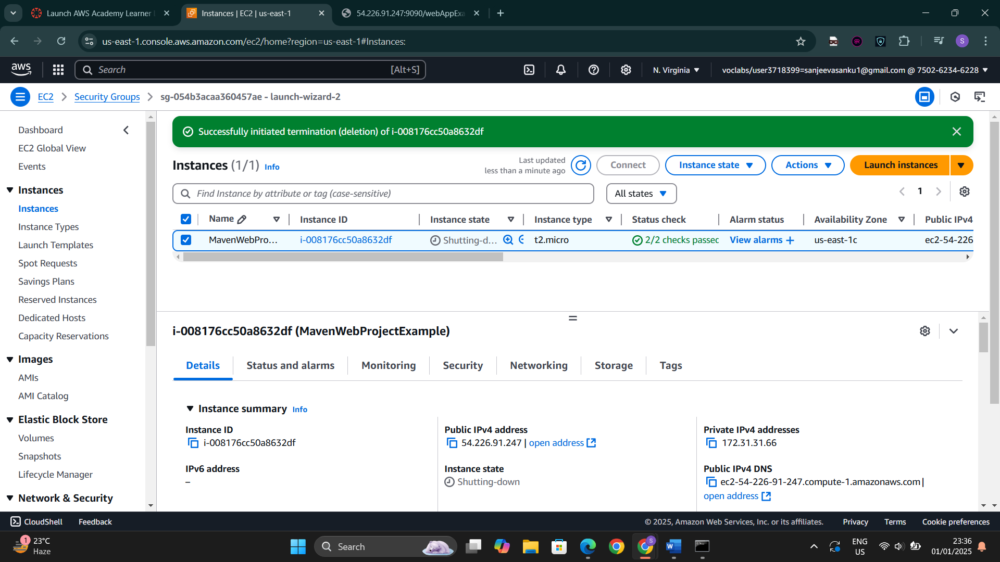 Launch AWS Academy Learner L
Instances | EC2 | us-east-1
54.226.91.247:9090/webAppExa
us-east-1.console.aws.amazon.com/ec2/home?region=us-east-1#Instances:
S
aws
Search [Alt+S]
N. Virginia
voclabs/user3718399=sanjeevasanku1@gmail.com @ 7502-6234-6228
EC2 > Security Groups > sg-054b3acaa360457ae - launch-wizard-2
Dashboard
EC2 Global View
Events
Instances
Instances
Instance Types
Launch Templates
Spot Requests
Savings Plans
Reserved Instances
Dedicated Hosts
Capacity Reservations
Images
AMIs
AMI Catalog
Elastic Block Store
Volumes
Snapshots
Lifecycle Manager
Network & Security
Successfully initiated termination (deletion) of i-008176cc50a8632df
Instances (1/1) Info
Last updated
less than a minute ago
Connect
Instance state
Actions
Launch instances
Find Instance by attribute or tag (case-sensitive)
All states
1
Name Instance ID Instance state Instance type Status check Alarm status Availability Zone Public IPv4
MavenWebPro... i-008176cc50a8632df Shutting-d... t2.micro 2/2 checks passed View alarms + us-east-1c ec2-54-226
i-008176cc50a8632df (MavenWebProjectExample)
Details Status and alarms Monitoring Security Networking Storage Tags
Instance summary Info
Instance ID
i-008176cc50a8632df
Public IPv4 address
54.226.91.247 | open address
Private IPv4 addresses
172.31.31.66
IPv6 address
–
Instance state
Shutting-down
Public IPv4 DNS
ec2-54-226-91-247.compute-1.amazonaws.com |
open address
CloudShell Feedback
© 2025, Amazon Web Services, Inc. or its affiliates. Privacy Terms Cookie preferences
1
23°C
Haze
Search
S
W
ENG
US
23:36
01/01/2025